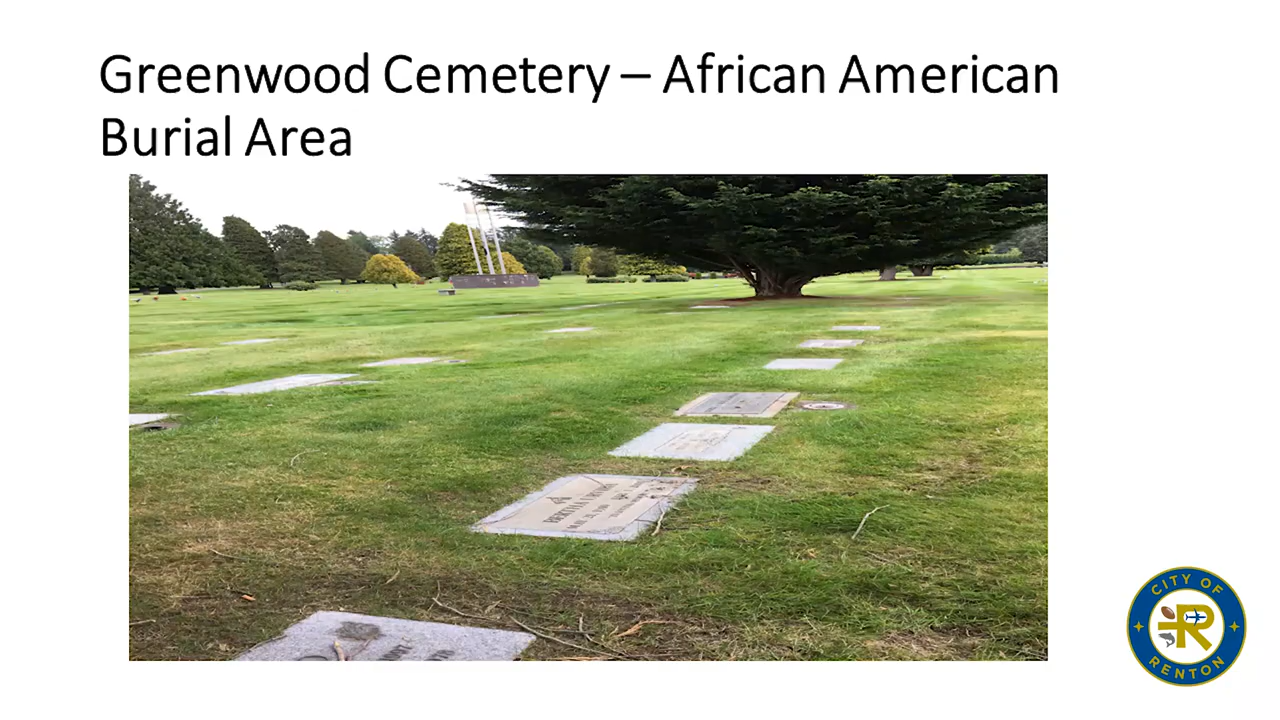 Greenwood Cemetery – African American
Burial Area
CITY OF
R
RENTON